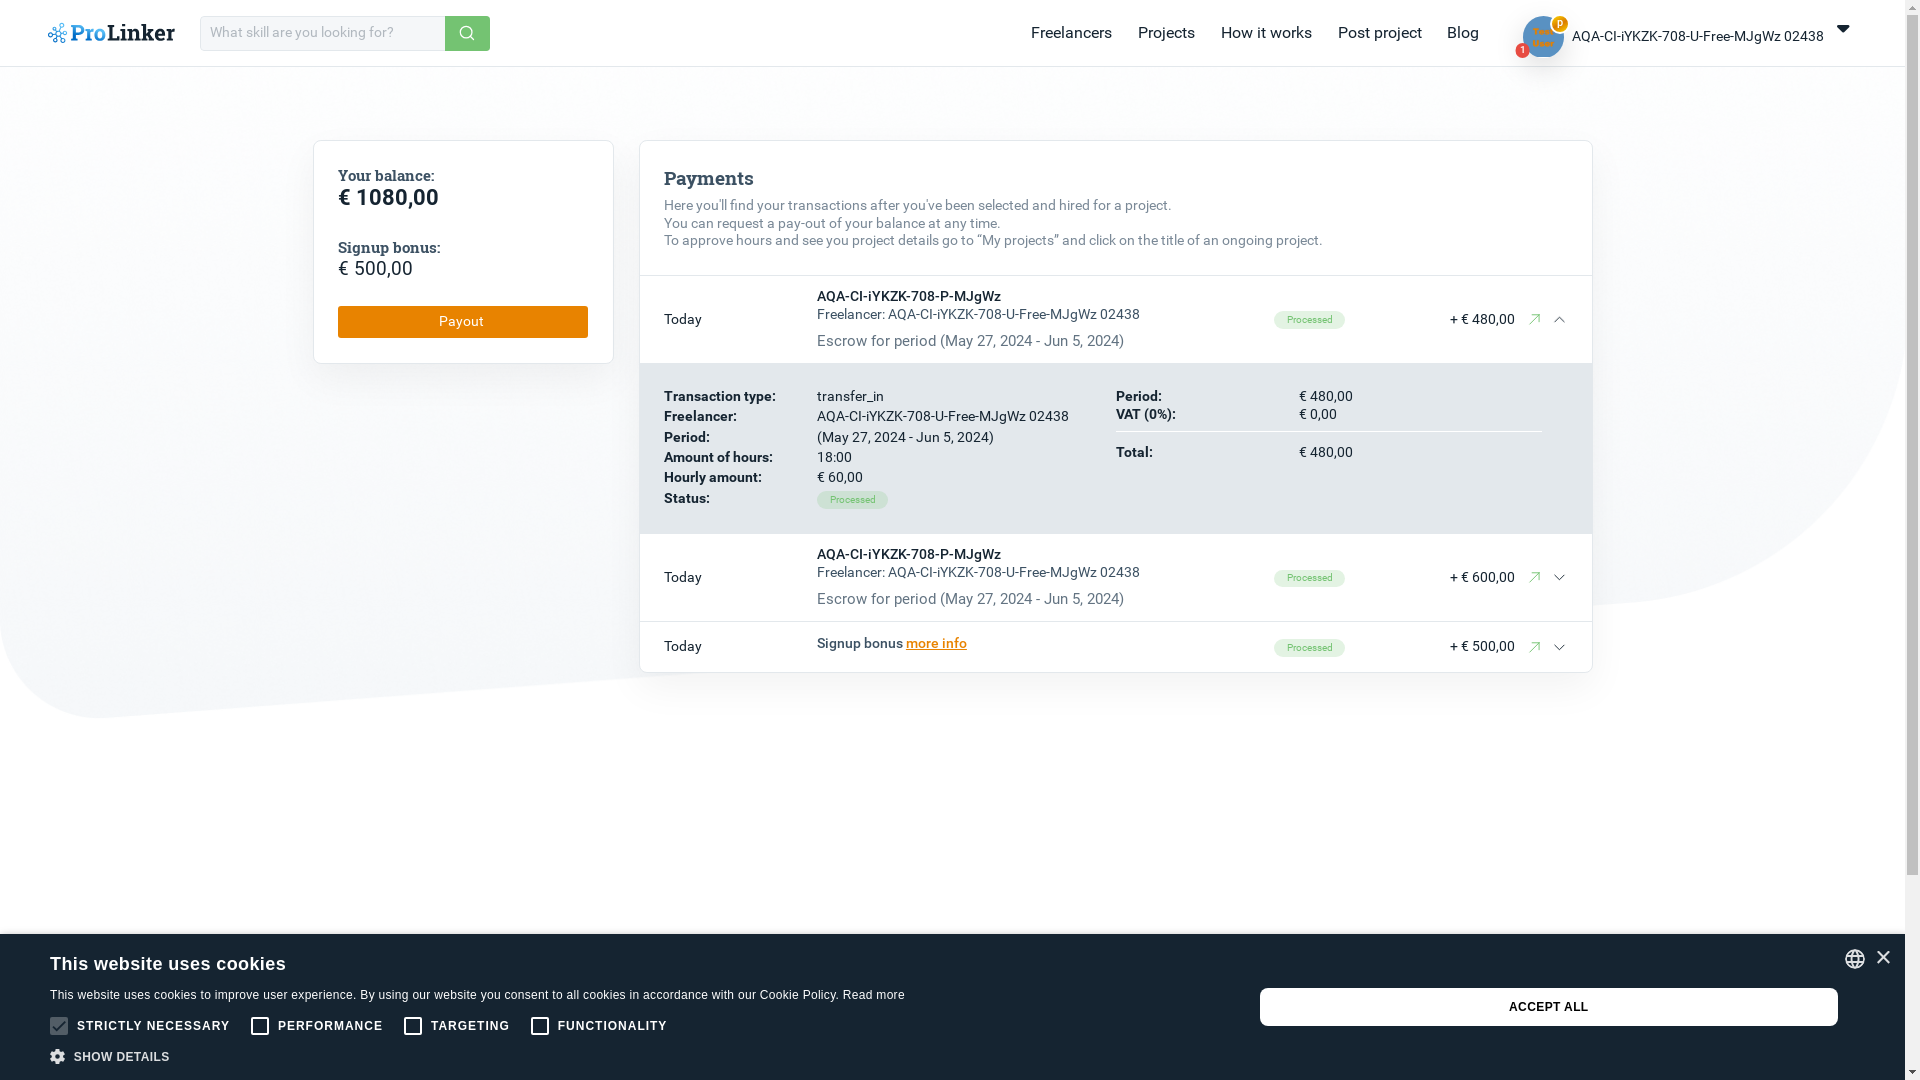 ProLinker
What skill are you looking for?
Freelancers
Projects
How it works
Post project
Blog
p
1
AQA-CI-iYKZK-708-U-Free-MJgWz 02438
Your balance:
€ 1080,00
Signup bonus:
€ 500,00
Payout
Payments
Here you'll find your transactions after you've been selected and hired for a project.
You can request a pay-out of your balance at any time.
To approve hours and see you project details go to “My projects” and click on the title of an ongoing project.
Today
AQA-CI-iYKZK-708-P-MJgWz
Freelancer: AQA-CI-iYKZK-708-U-Free-MJgWz 02438
Escrow for period (May 27, 2024 - Jun 5, 2024)
Processed
+ € 480,00
Transaction type: transfer_in
Freelancer: AQA-CI-iYKZK-708-U-Free-MJgWz 02438
Period: (May 27, 2024 - Jun 5, 2024)
Amount of hours: 18:00
Hourly amount: € 60,00
Status: Processed
Period: € 480,00
VAT (0%): € 0,00
Total: € 480,00
Today
AQA-CI-iYKZK-708-P-MJgWz
Freelancer: AQA-CI-iYKZK-708-U-Free-MJgWz 02438
Escrow for period (May 27, 2024 - Jun 5, 2024)
Processed
+ € 600,00
Today
Signup bonus more info
Processed
+ € 500,00
This website uses cookies
This website uses cookies to improve user experience. By using our website you consent to all cookies in accordance with our Cookie Policy. Read more
STRICTLY NECESSARY
PERFORMANCE
TARGETING
FUNCTIONALITY
SHOW DETAILS
ACCEPT ALL